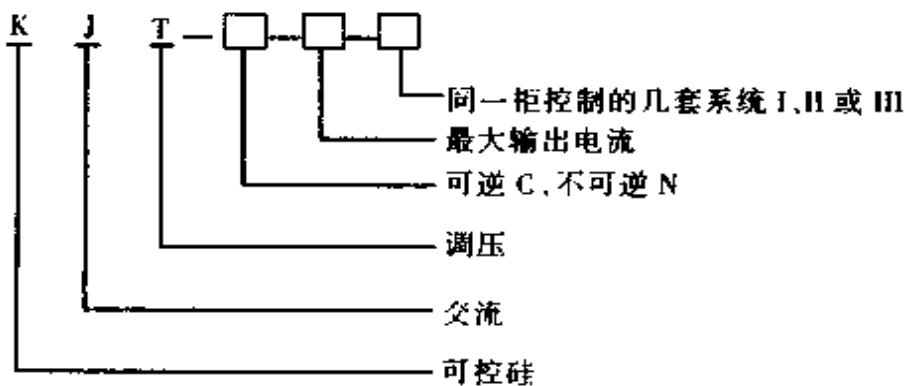 K J T—□—□—□
同一柜控制的几套系统 I、II 或 III
最大输出电流
可逆 C、不可逆 N
调压
交流
可控硅